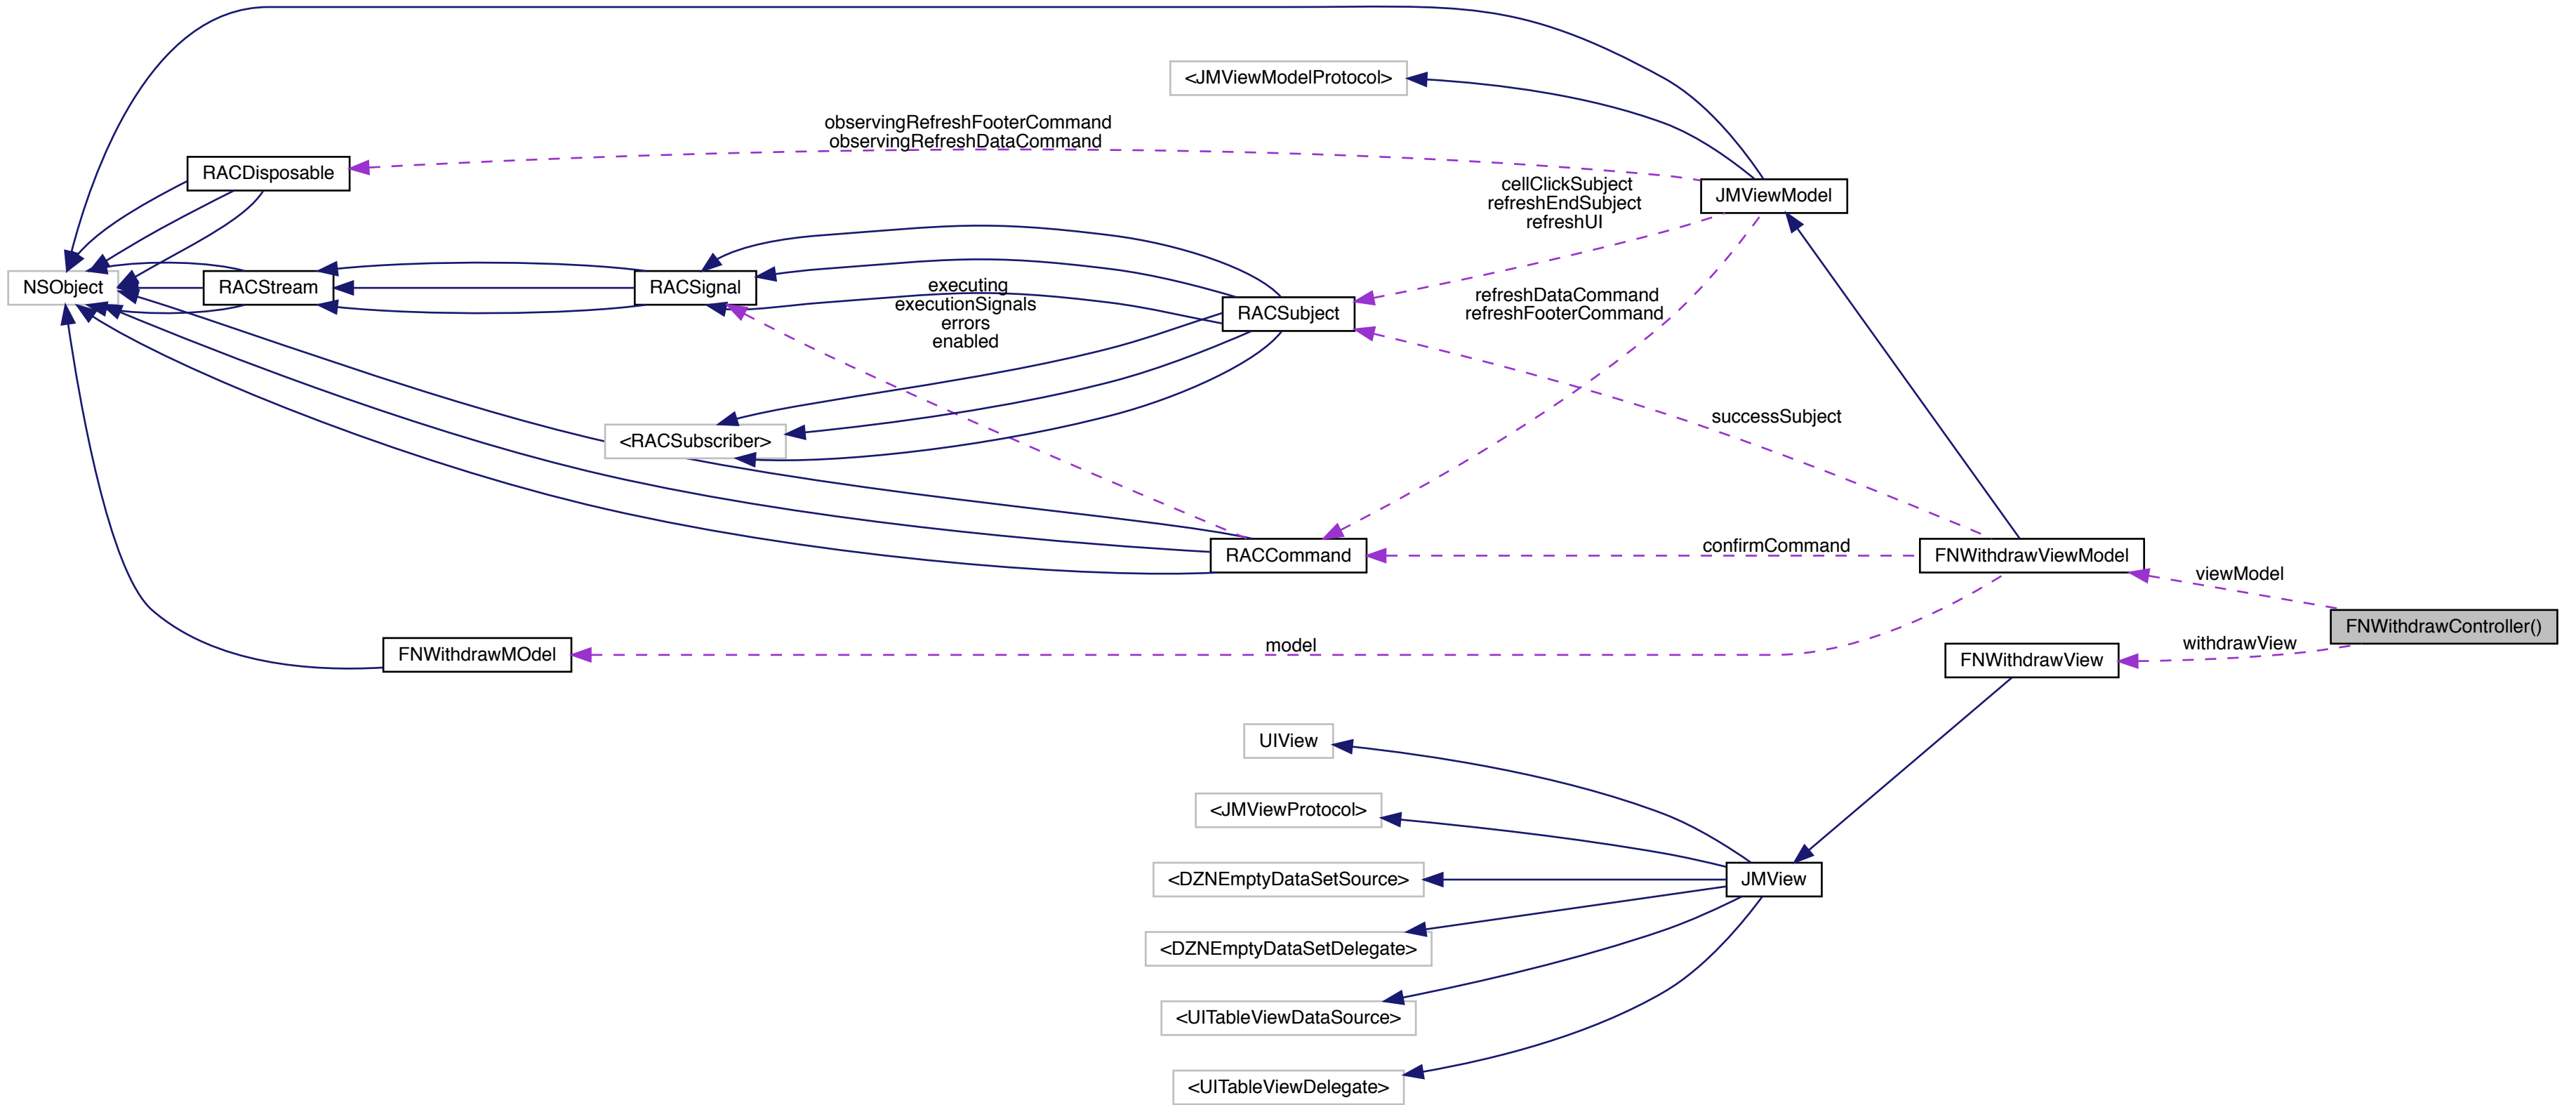 <JMViewModelProtocol>
observingRefreshFooterCommand
observingRefreshDataCommand
RACDisposable
cellClickSubject
refreshEndSubject
refreshUI
JMViewModel
NSObject
RACStream
RACSignal
executing
executionSignals
errors
enabled
RACSubject
refreshDataCommand
refreshFooterCommand
<RACSubscriber>
successSubject
RACCommand
confirmCommand
FNWithdrawViewModel
viewModel
FNWithdrawController()
FNWithdrawMOdel
model
FNWithdrawView
withdrawView
UIView
<JMViewProtocol>
<DZNEmptyDataSetSource>
JMView
<DZNEmptyDataSetDelegate>
<UITableViewDataSource>
<UITableViewDelegate>